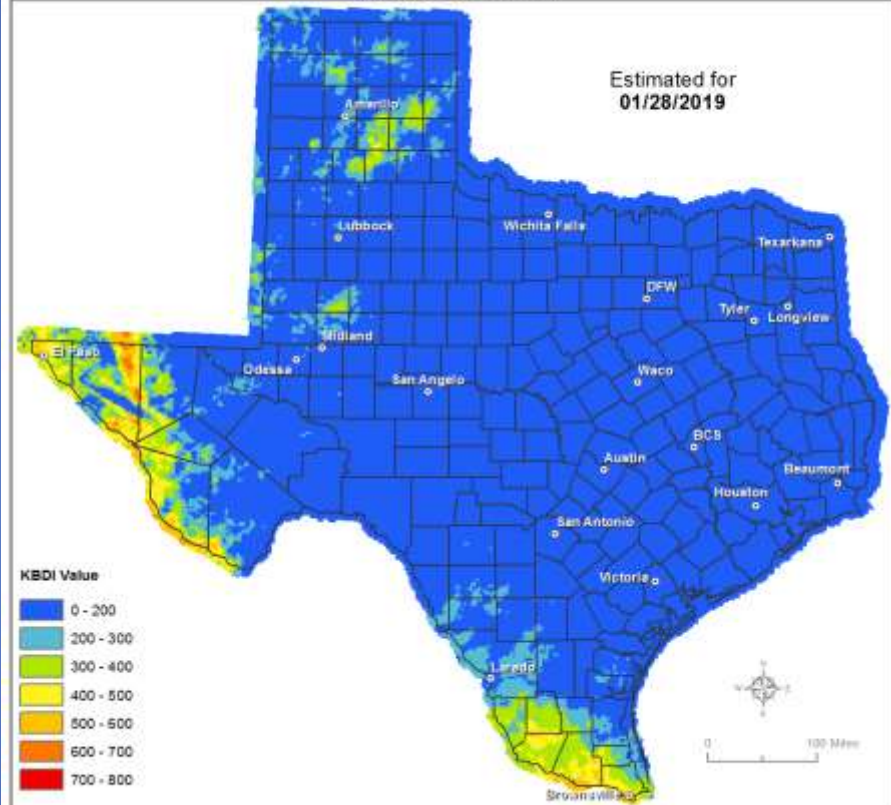 Estimated for
01/28/2019
Amarillo
Lubbock
Wichita Falls
Texarkana
DFW
Tyler
Longview
El Paso
Midland
Odessa
San Angelo
Waco
BCS
Austin
Beaumont
Houston
San Antonio
Victoria
Laredo
Brownsville
KBDI Value
0 - 200
200 - 300
300 - 400
400 - 500
500 - 600
600 - 700
700 - 800
N
W
E
S
0 100 Miles